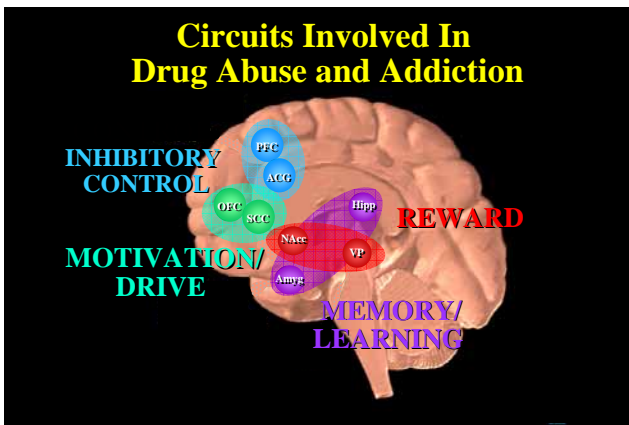 Circuits Involved In
Drug Abuse and Addiction
PFC
INHIBITORY
CONTROL
ACG
OFC
SCC
Hipp
REWARD
NAcc
VP
MOTIVATION/
DRIVE
Amyg
MEMORY/
LEARNING